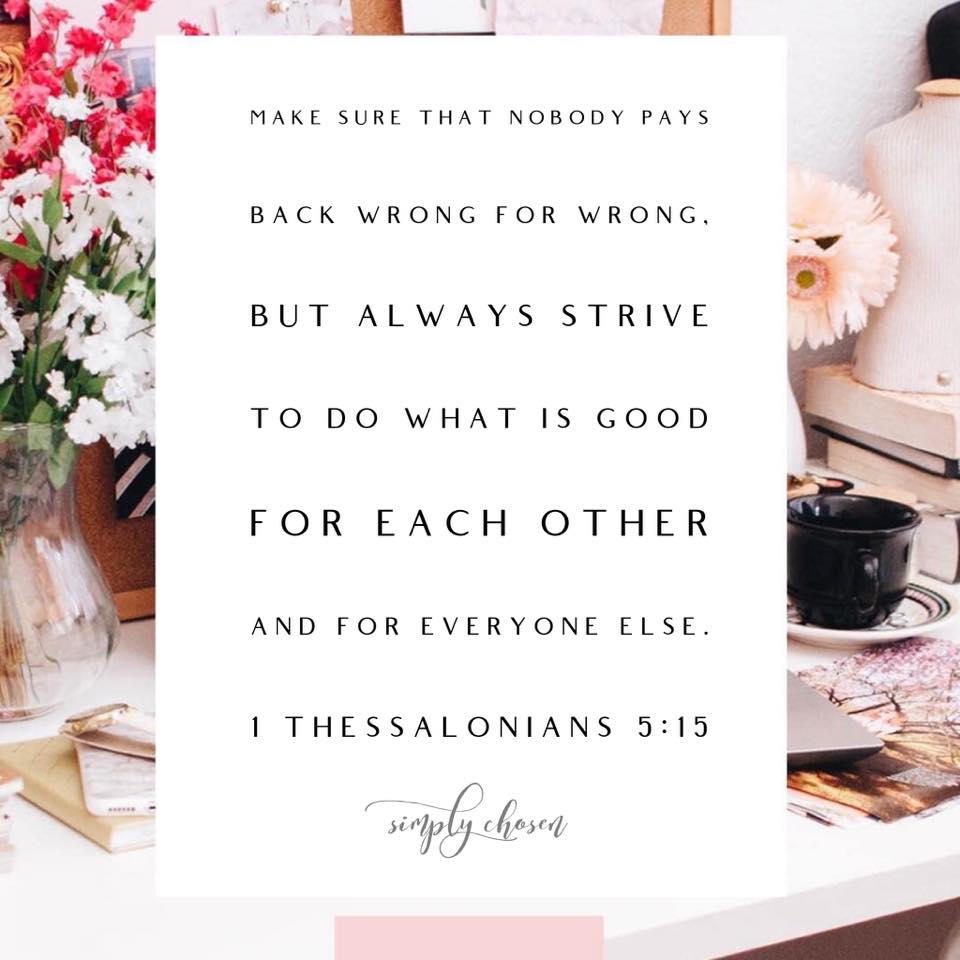 MAKE SURE THAT NOBODY PAYS
BACK WRONG FOR WRONG,
BUT ALWAYS STRIVE
TO DO WHAT IS GOOD
FOR EACH OTHER
AND FOR EVERYONE ELSE.
1 THESSALONIANS 5:15
simply chosen